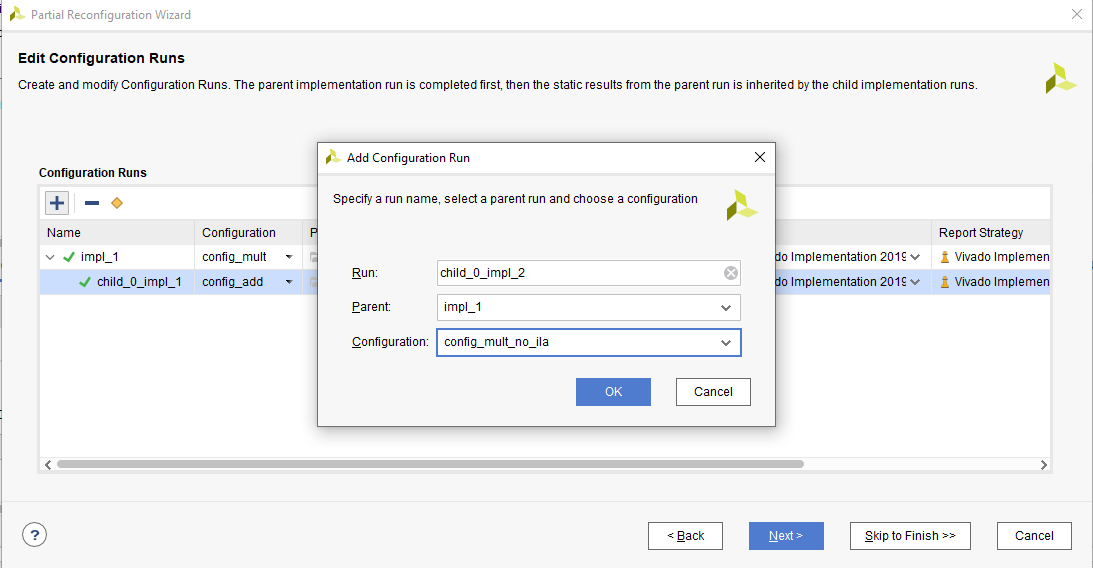 Partial Reconfiguration Wizard
Edit Configuration Runs
Create and modify Configuration Runs. The parent implementation run is completed first, then the static results from the parent run is inherited by the child implementation runs.
Configuration Runs
Add Configuration Run
Specify a run name, select a parent run and choose a configuration
Run: child_0_impl_2
Parent: impl_1
Configuration: config_mult_no_ila
OK Cancel
Name Configuration P Report Strategy
impl_1 config_mult do Implementation 2019 Vivado Implemen
child_0_impl_1 config_add do Implementation 2019 Vivado Implemen
? < Back Next > Skip to Finish >> Cancel